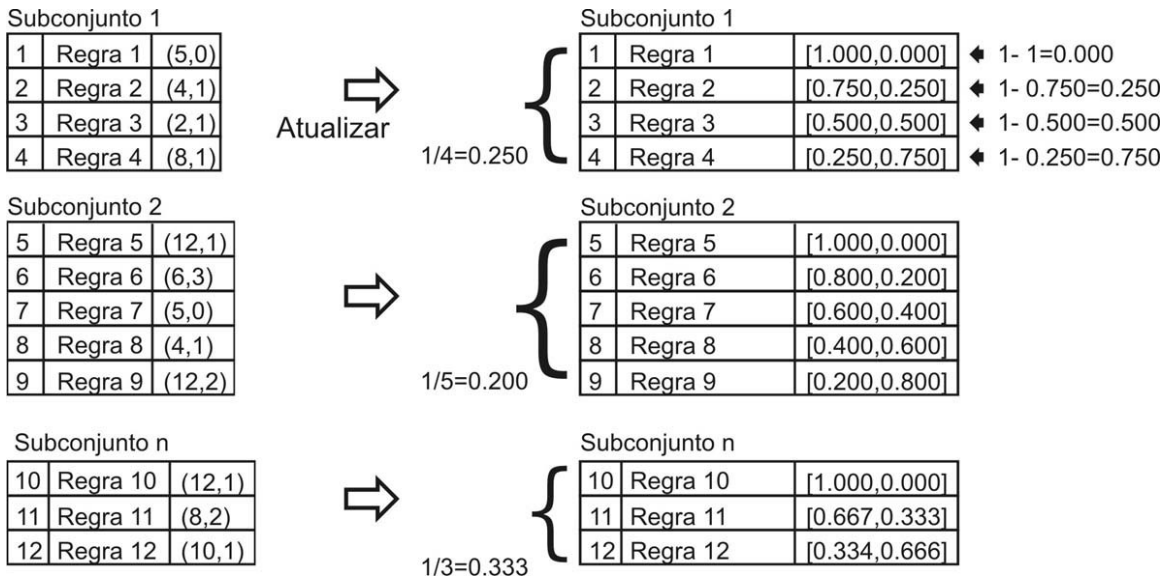 Subconjunto 1 Subconjunto 1
1 Regra 1 (5,0) 1 Regra 1 [1.000,0.000] 1- 1=0.000
2 Regra 2 (4,1) 2 Regra 2 [0.750,0.250] 1- 0.750=0.250
3 Regra 3 (2,1) Atualizar 3 Regra 3 [0.500,0.500] 1- 0.500=0.500
4 Regra 4 (8,1) 1/4=0.250 4 Regra 4 [0.250,0.750] 1- 0.250=0.750
Subconjunto 2 Subconjunto 2
5 Regra 5 (12,1) 5 Regra 5 [1.000,0.000]
6 Regra 6 (6,3) 6 Regra 6 [0.800,0.200]
7 Regra 7 (5,0) 7 Regra 7 [0.600,0.400]
8 Regra 8 (4,1) 8 Regra 8 [0.400,0.600]
9 Regra 9 (12,2) 1/5=0.200 9 Regra 9 [0.200,0.800]
Subconjunto n Subconjunto n
10 Regra 10 (12,1) 10 Regra 10 [1.000,0.000]
11 Regra 11 (8,2) 11 Regra 11 [0.667,0.333]
12 Regra 12 (10,1) 12 Regra 12 [0.334,0.666]
1/3=0.333